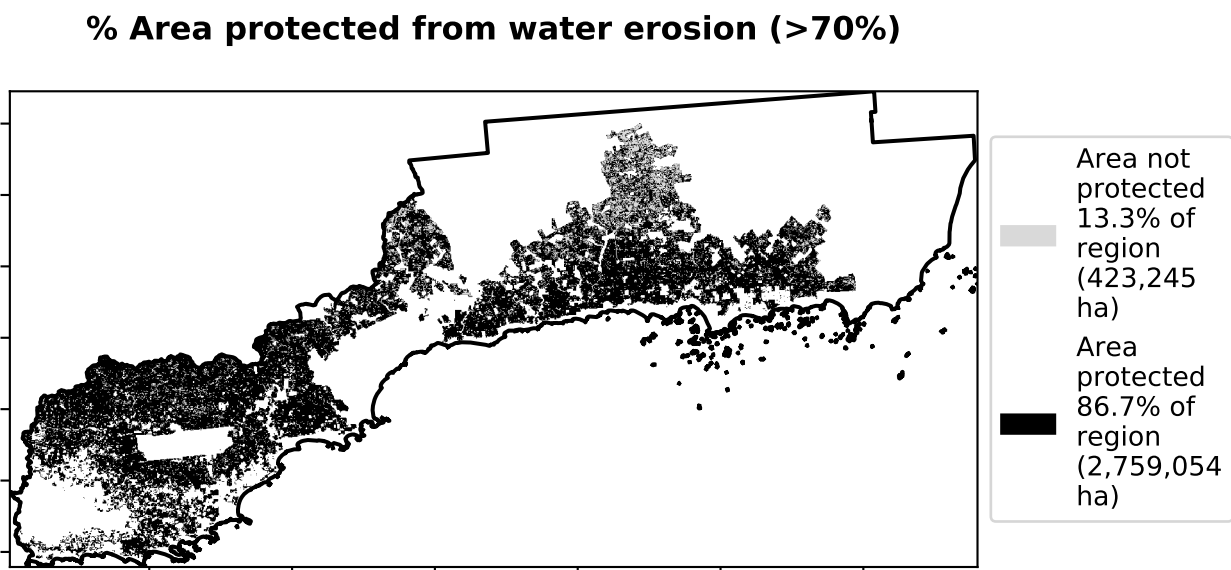 % Area protected from water erosion (>70%)
Area not
protected
13.3% of
region
(423,245
ha)
Area
protected
86.7% of
region
(2,759,054
ha)